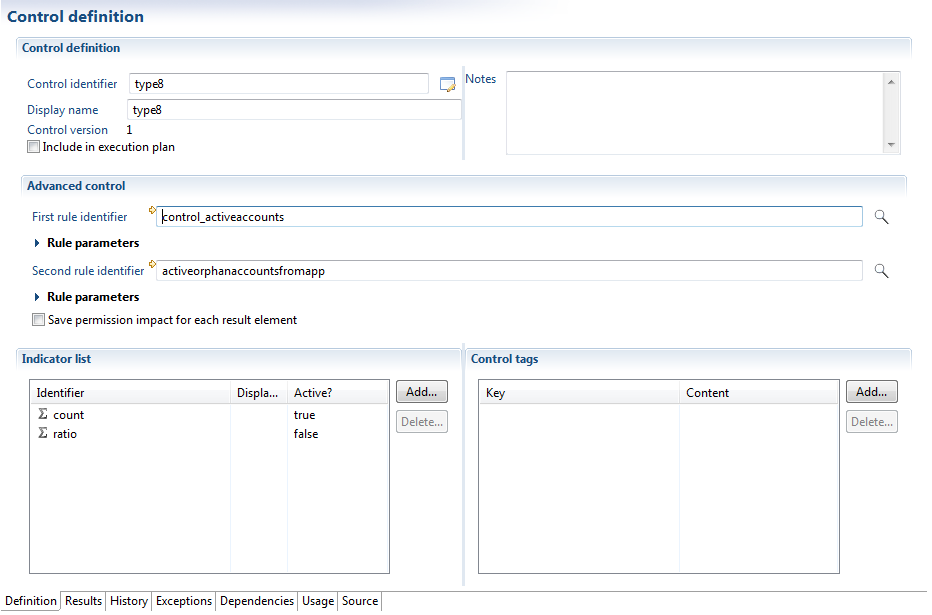 Control definition
Control definition
Control identifier type8
Display name type8
Control version 1
Include in execution plan
Notes
Advanced control
First rule identifier control_activeaccounts
Rule parameters
Second rule identifier activeorphanaccountsfromapp
Rule parameters
Save permission impact for each result element
Indicator list
Identifier Displa... Active?
Σ count true
Σ ratio false
Add...
Delete...
Control tags
Key Content
Add...
Delete...
Definition Results History Exceptions Dependencies Usage Source